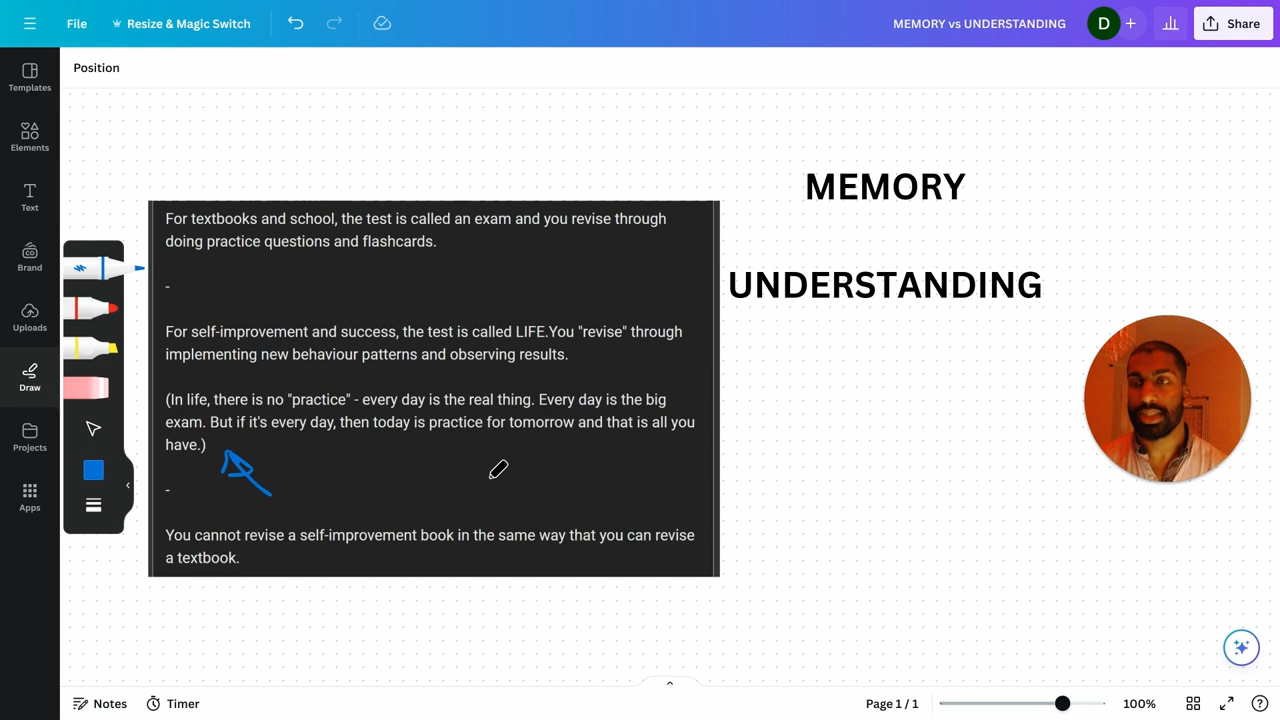 File
Resize & Magic Switch
MEMORY vs UNDERSTANDING
D
+
Share
Position
Templates
Elements
Text
Brand
Uploads
Draw
Projects
Apps
For textbooks and school, the test is called an exam and you revise through
doing practice questions and flashcards.
-
For self-improvement and success, the test is called LIFE.You "revise" through
implementing new behaviour patterns and observing results.
(In life, there is no "practice" - every day is the real thing. Every day is the big
exam. But if it's every day, then today is practice for tomorrow and that is all you
have.)
-
You cannot revise a self-improvement book in the same way that you can revise
a textbook.
MEMORY
UNDERSTANDING
Notes
Timer
Page 1 / 1
100%